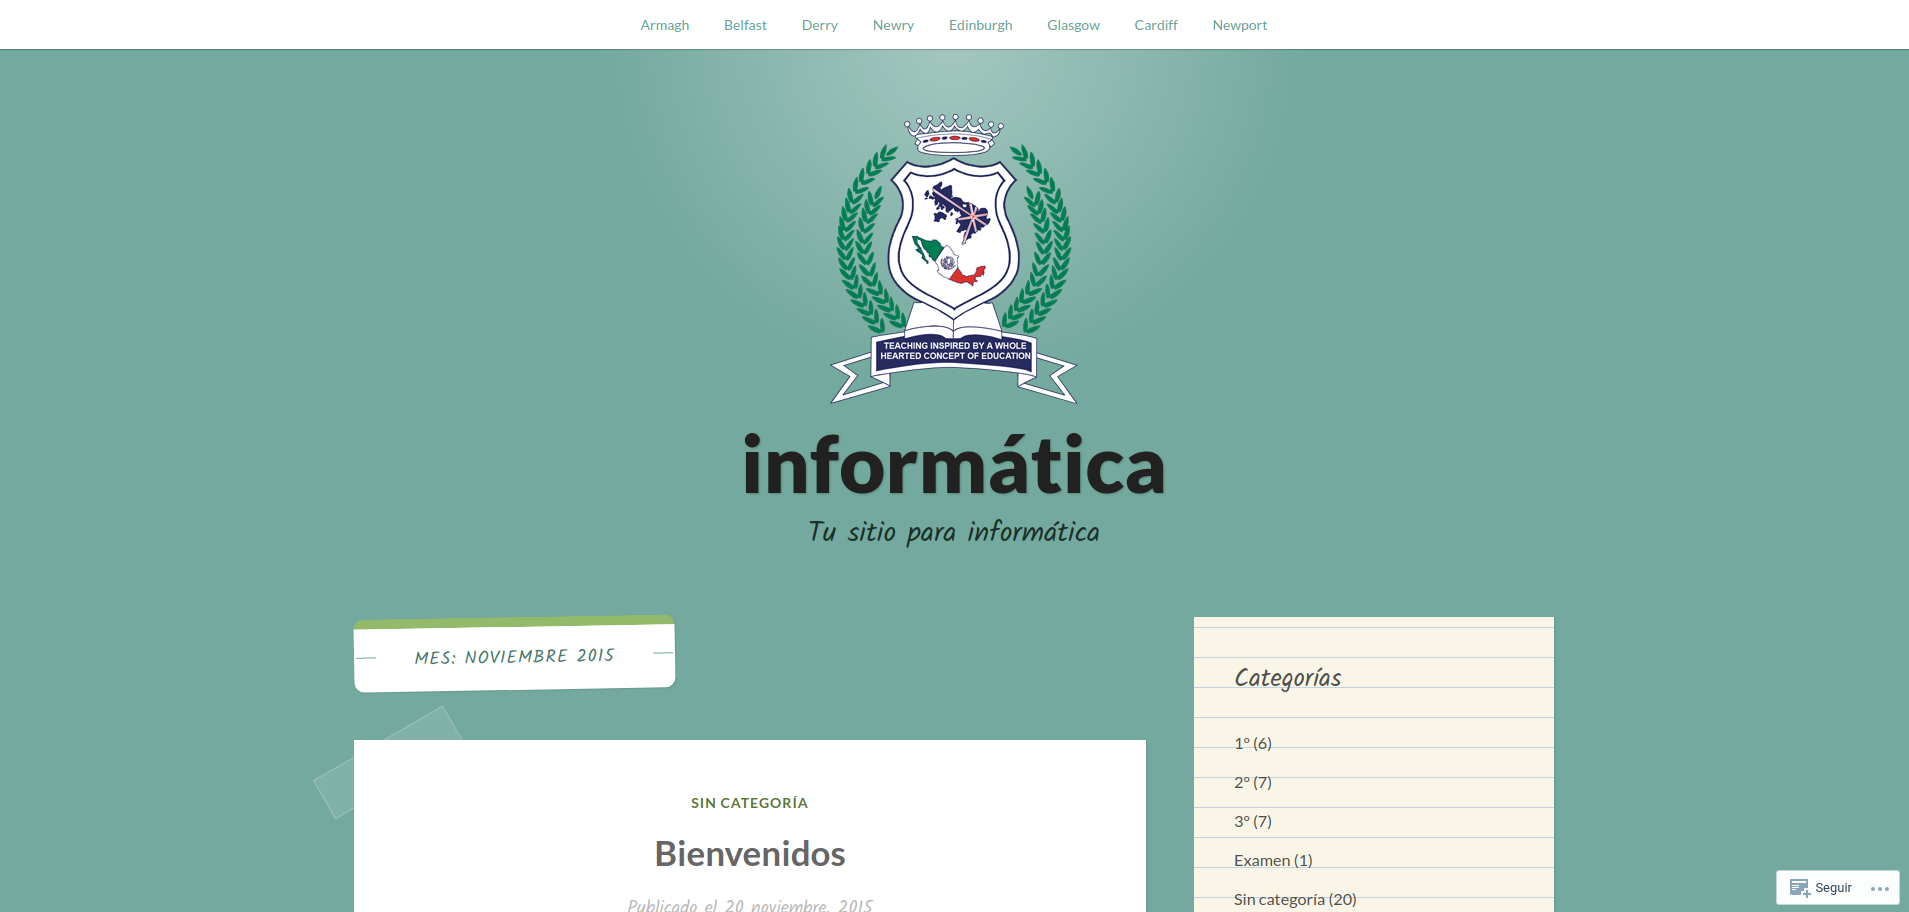 Armagh Belfast Derry Newry Edinburgh Glasgow Cardiff Newport
TEACHING INSPIRED BY A WHOLE
HEARTED CONCEPT OF EDUCATION
informática
Tu sitio para informática
MES: NOVIEMBRE 2015
SIN CATEGORÍA
Bienvenidos
Publicado el 20 noviembre, 2015
Categorías
1° (6)
2° (7)
3° (7)
Examen (1)
Sin categoría (20)
Seguir